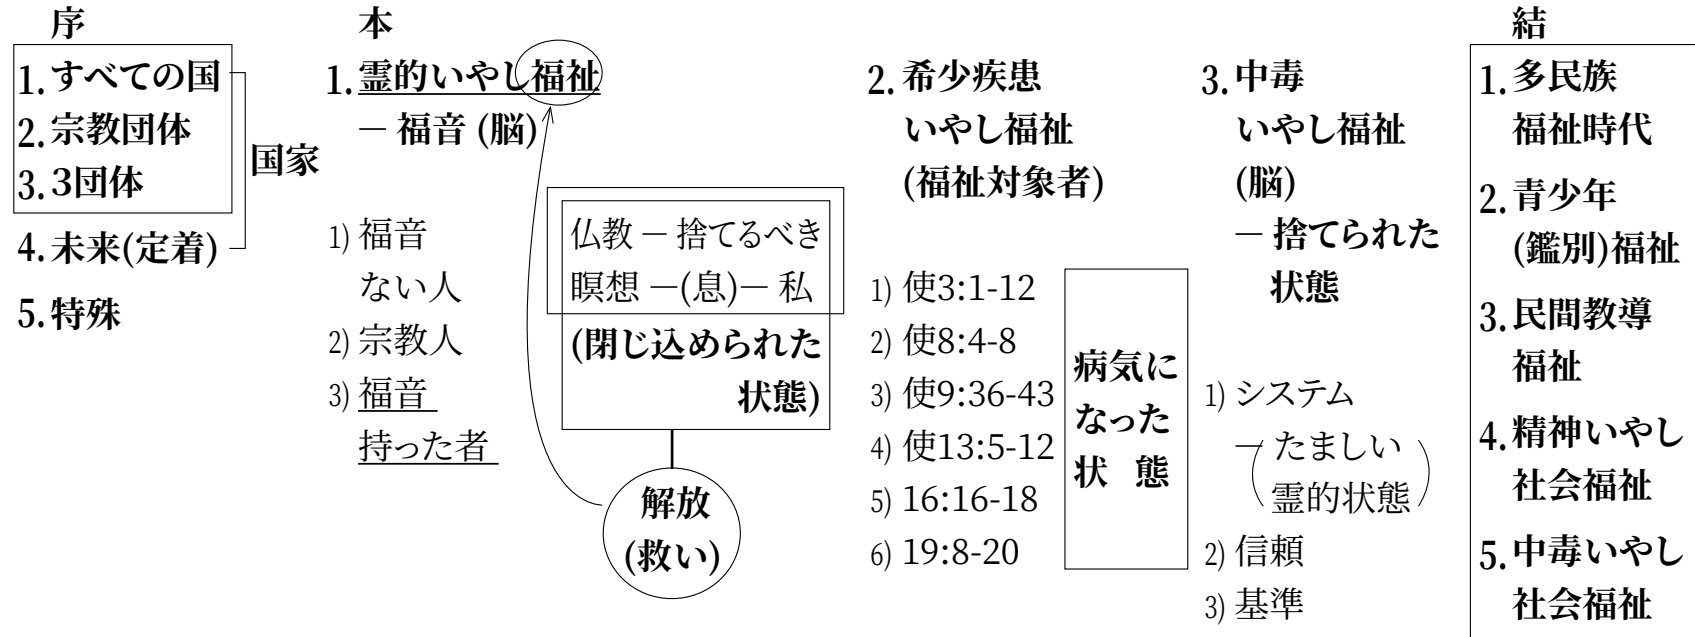 序
1. すべての国
2. 宗教団体
3. 3団体
4. 未来(定着)
5. 特殊
国家
本
1. 霊的いやし福祉
― 福音 (脳)
1) 福音
ない人
2) 宗教人
3) 福音
持った者
仏教 ― 捨てるべき
瞑想 ―(息)― 私
(閉じ込められた
状態)
解放
(救い)
2. 希少疾患
いやし福祉
(福祉対象者)
1) 使3:1-12
2) 使8:4-8
3) 使9:36-43
4) 使13:5-12
5) 16:16-18
6) 19:8-20
病気に
なった
状 態
3. 中毒
いやし福祉
(脳)
― 捨てられた
状態
1) システム
― たましい
霊的状態
2) 信頼
3) 基準
結
1. 多民族
福祉時代
2. 青少年
(鑑別)福祉
3. 民間教導
福祉
4. 精神いやし
社会福祉
5. 中毒いやし
社会福祉